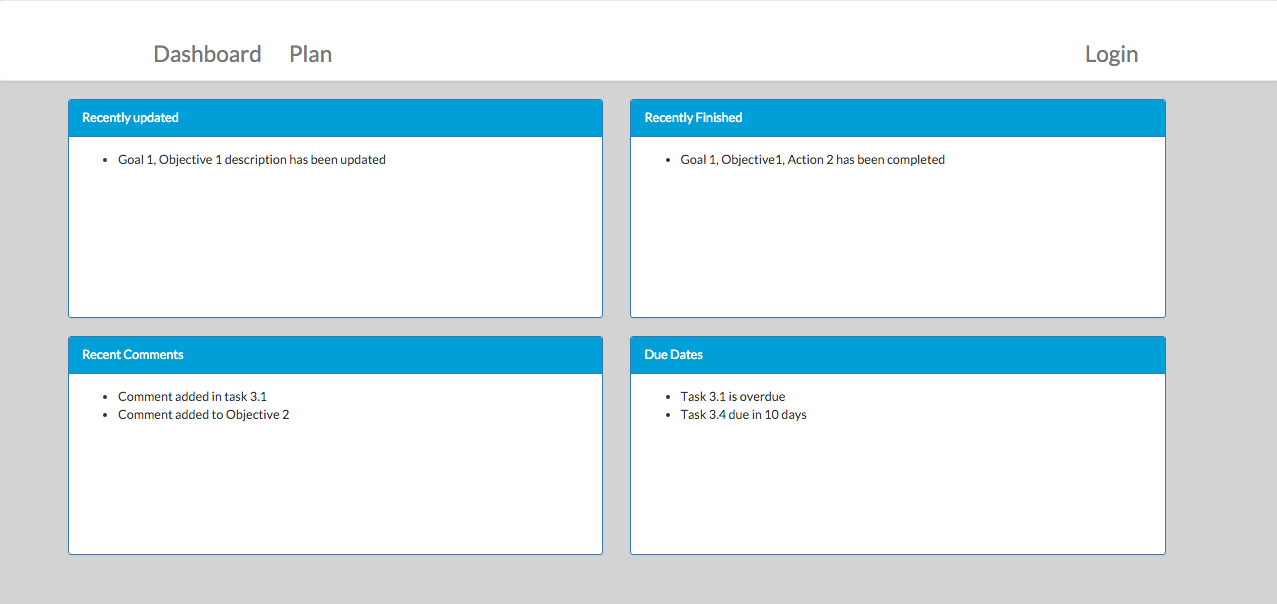 Dashboard Plan Login
Recently updated
• Goal 1, Objective 1 description has been updated
Recently Finished
• Goal 1, Objective1, Action 2 has been completed
Recent Comments
• Comment added in task 3.1
• Comment added to Objective 2
Due Dates
• Task 3.1 is overdue
• Task 3.4 due in 10 days